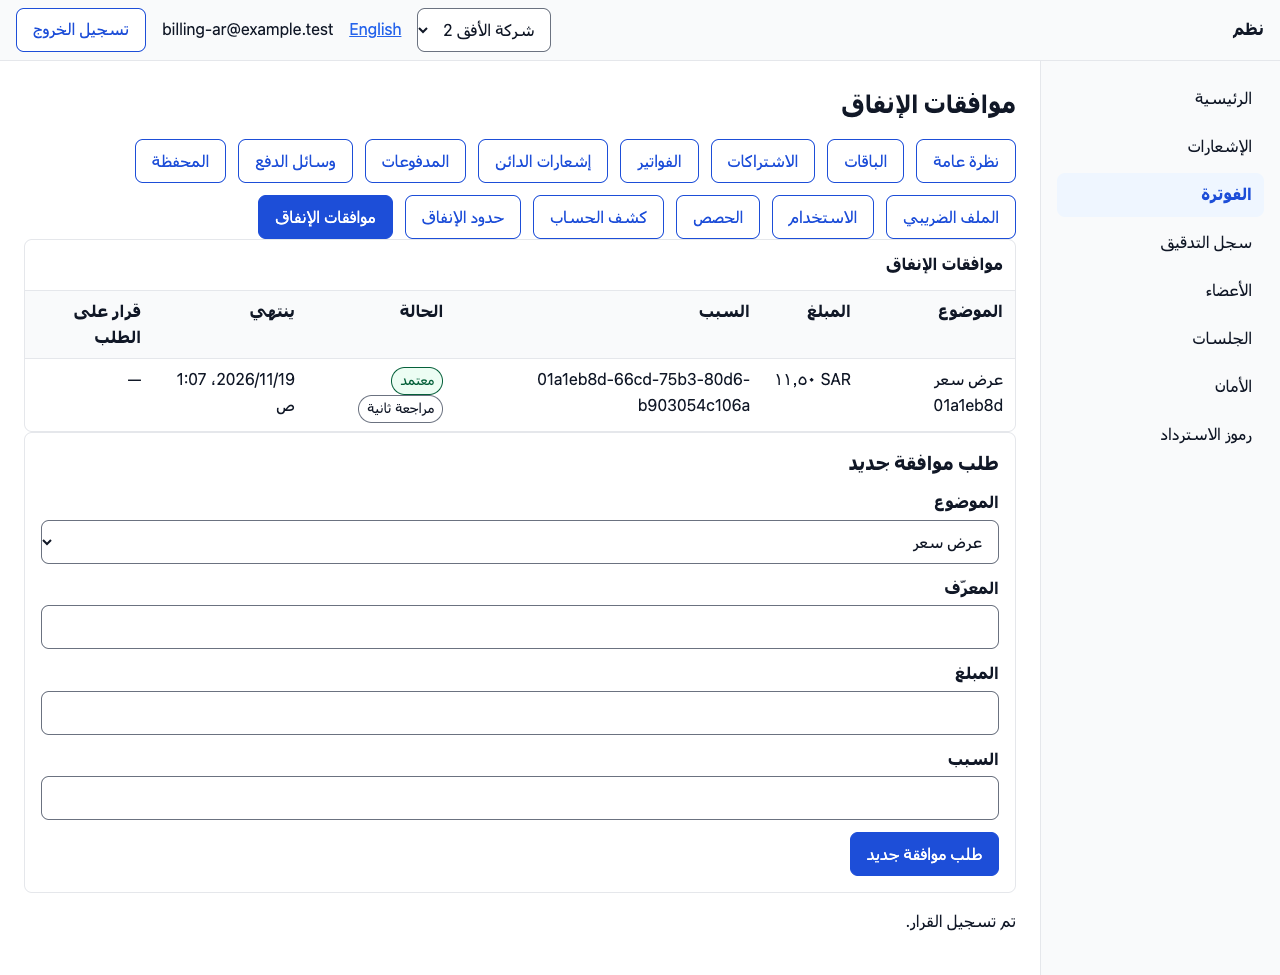 نظم
شركة الأفق 2
English
billing-ar@example.test
تسجيل الخروج
الرئيسية
الإشعارات
الفوترة
سجل التدقيق
الأعضاء
الجلسات
الأمان
رموز الاسترداد
موافقات الإنفاق
نظرة عامة
الباقات
الاشتراكات
الفواتير
إشعارات الدائن
المدفوعات
وسائل الدفع
المحفظة
الملف الضريبي
الاستخدام
الحصص
كشف الحساب
حدود الإنفاق
موافقات الإنفاق
موافقات الإنفاق
الموضوع
المبلغ
السبب
الحالة
ينتهي
قرار على
الطلب
عرض سعر
01a1eb8d
١١,٥٠ SAR
01a1eb8d-66cd-75b3-80d6-
b903054c106a
معتمد
مراجعة ثانية
2026/11/19، 1:07
ص
—
طلب موافقة جديد
الموضوع
عرض سعر
المعرّف
المبلغ
السبب
طلب موافقة جديد
تم تسجيل القرار.